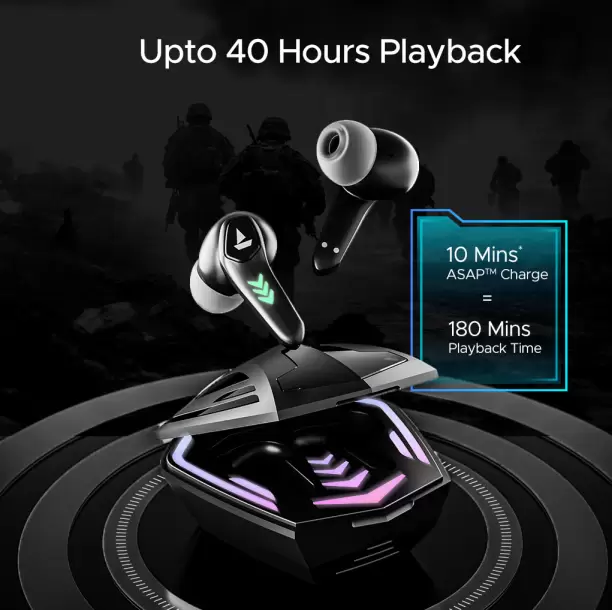 Upto 40 Hours Playback
10 Mins*
ASAP™ Charge
=
180 Mins
Playback Time